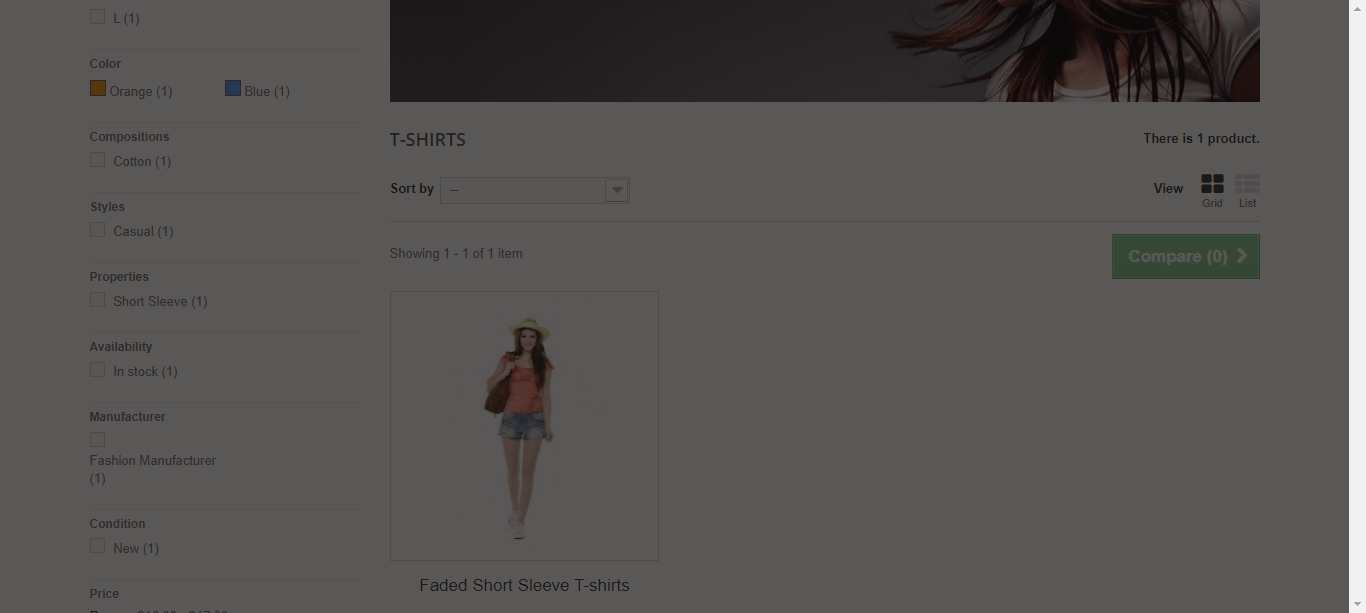 L (1)
Color
Orange (1) Blue (1)
Compositions
Cotton (1)
Styles
Casual (1)
Properties
Short Sleeve (1)
Availability
In stock (1)
Manufacturer
Fashion Manufacturer
(1)
Condition
New (1)
Price
T-SHIRTS
There is 1 product.
Sort by --
View
Grid List
Showing 1 - 1 of 1 item
Compare (0)
Faded Short Sleeve T-shirts